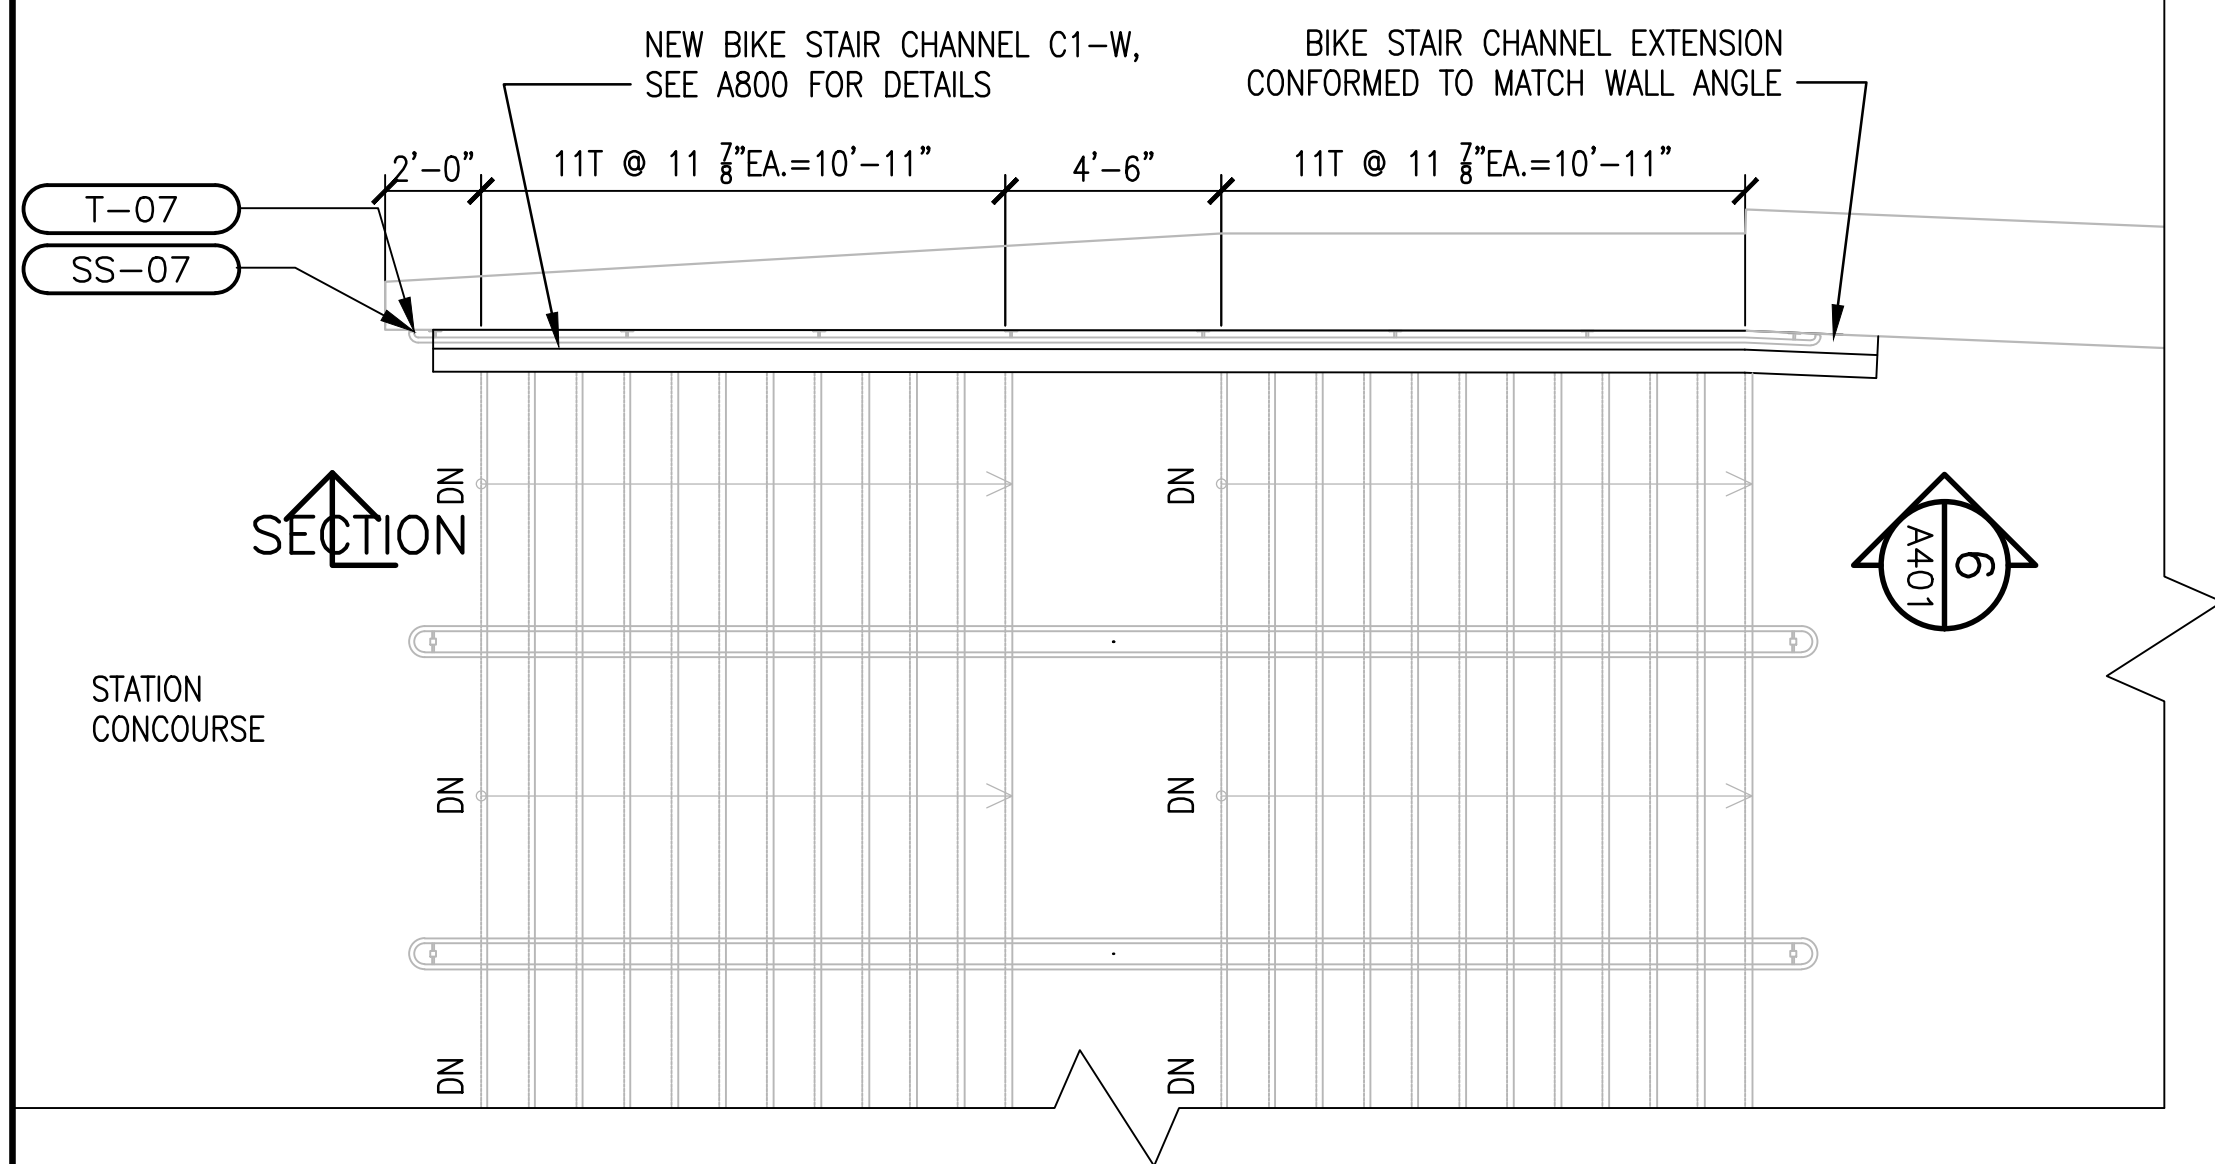 NEW BIKE STAIR CHANNEL C1-W,
SEE A800 FOR DETAILS
BIKE STAIR CHANNEL EXTENSION
CONFORMED TO MATCH WALL ANGLE
2'-0" 11T @ 11 7/8"EA.=10'-11" 4'-6" 11T @ 11 7/8"EA.=10'-11"
T-07
SS-07
DN DN
SECTION
6
A401
STATION
CONCOURSE
DN DN
DN DN